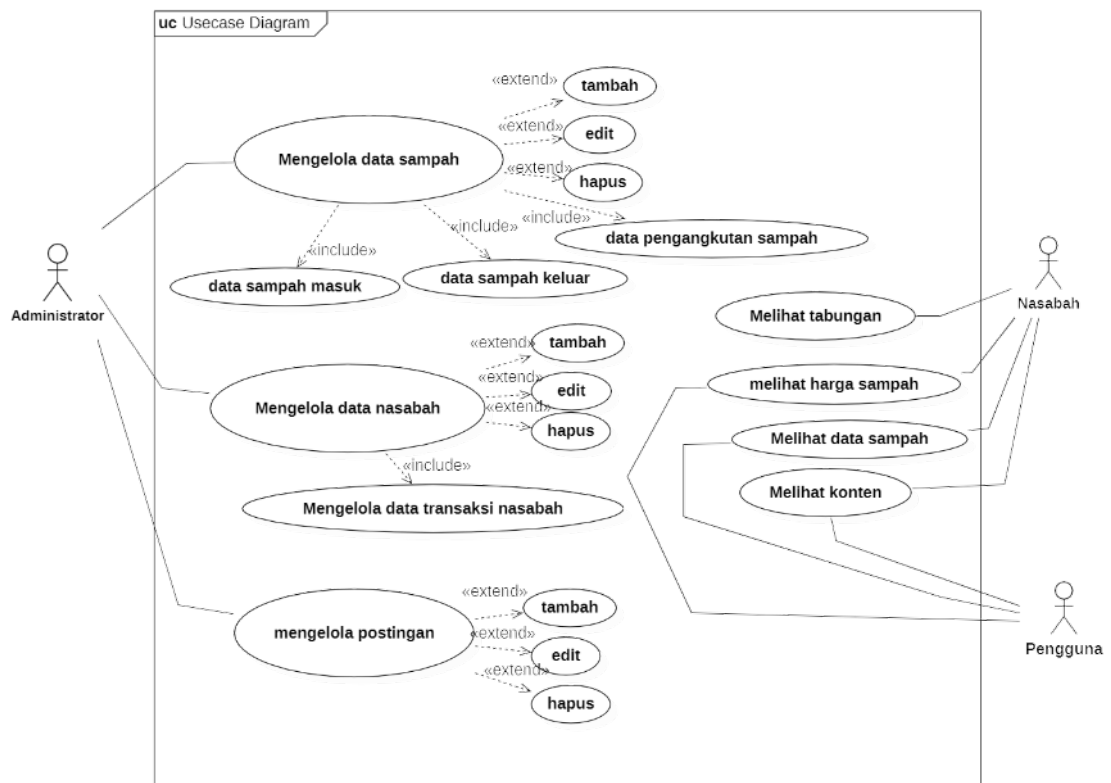 uc Usecase Diagram
«extend»
tambah
«extend»
edit
Mengelola data sampah
«extend»
hapus
«include»
«include»
data pengangkutan sampah
«include»
data sampah keluar
data sampah masuk
Administrator
Nasabah
Melihat tabungan
«extend»
tambah
«extend»
edit
melihat harga sampah
Mengelola data nasabah
«extend»
hapus
Melihat data sampah
«include»
Melihat konten
Mengelola data transaksi nasabah
«extend»
tambah
mengelola postingan
«extend»
edit
«extend»
hapus
Pengguna